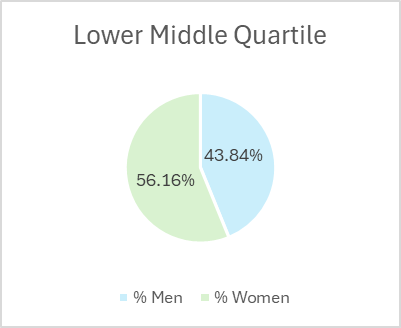 Lower Middle Quartile
43.84%
56.16%
% Men % Women